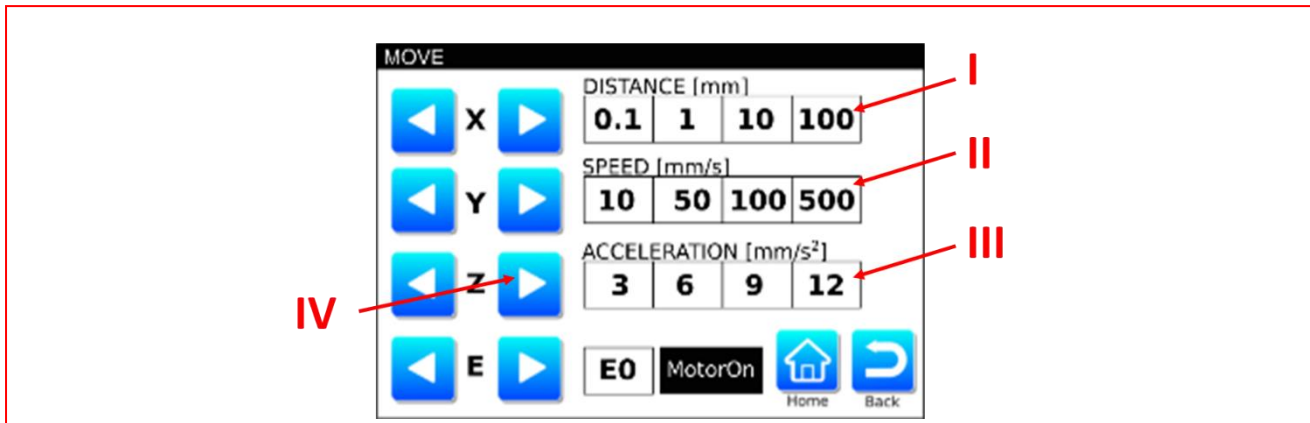 MOVE
DISTANCE [mm]
I
X
0.1 1 10 100
SPEED [mm/s]
II
Y
10 50 100 500
ACCELERATION [mm/s²]
III
Z
3 6 9 12
IV
E
E0 MotorOn
Home Back